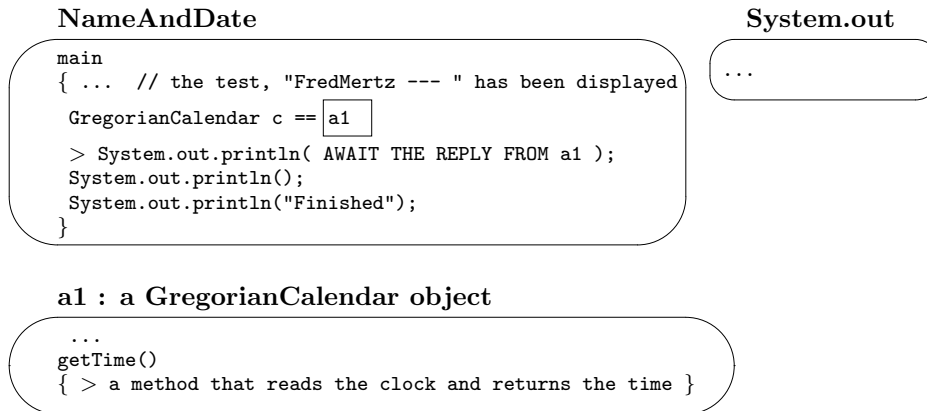 NameAndDate
System.out
main
{ ... // the test, "FredMertz --- " has been displayed
GregorianCalendar c == a1
> System.out.println( AWAIT THE REPLY FROM a1 );
System.out.println();
System.out.println("Finished");
}
...
a1 : a GregorianCalendar object
...
getTime()
{ > a method that reads the clock and returns the time }